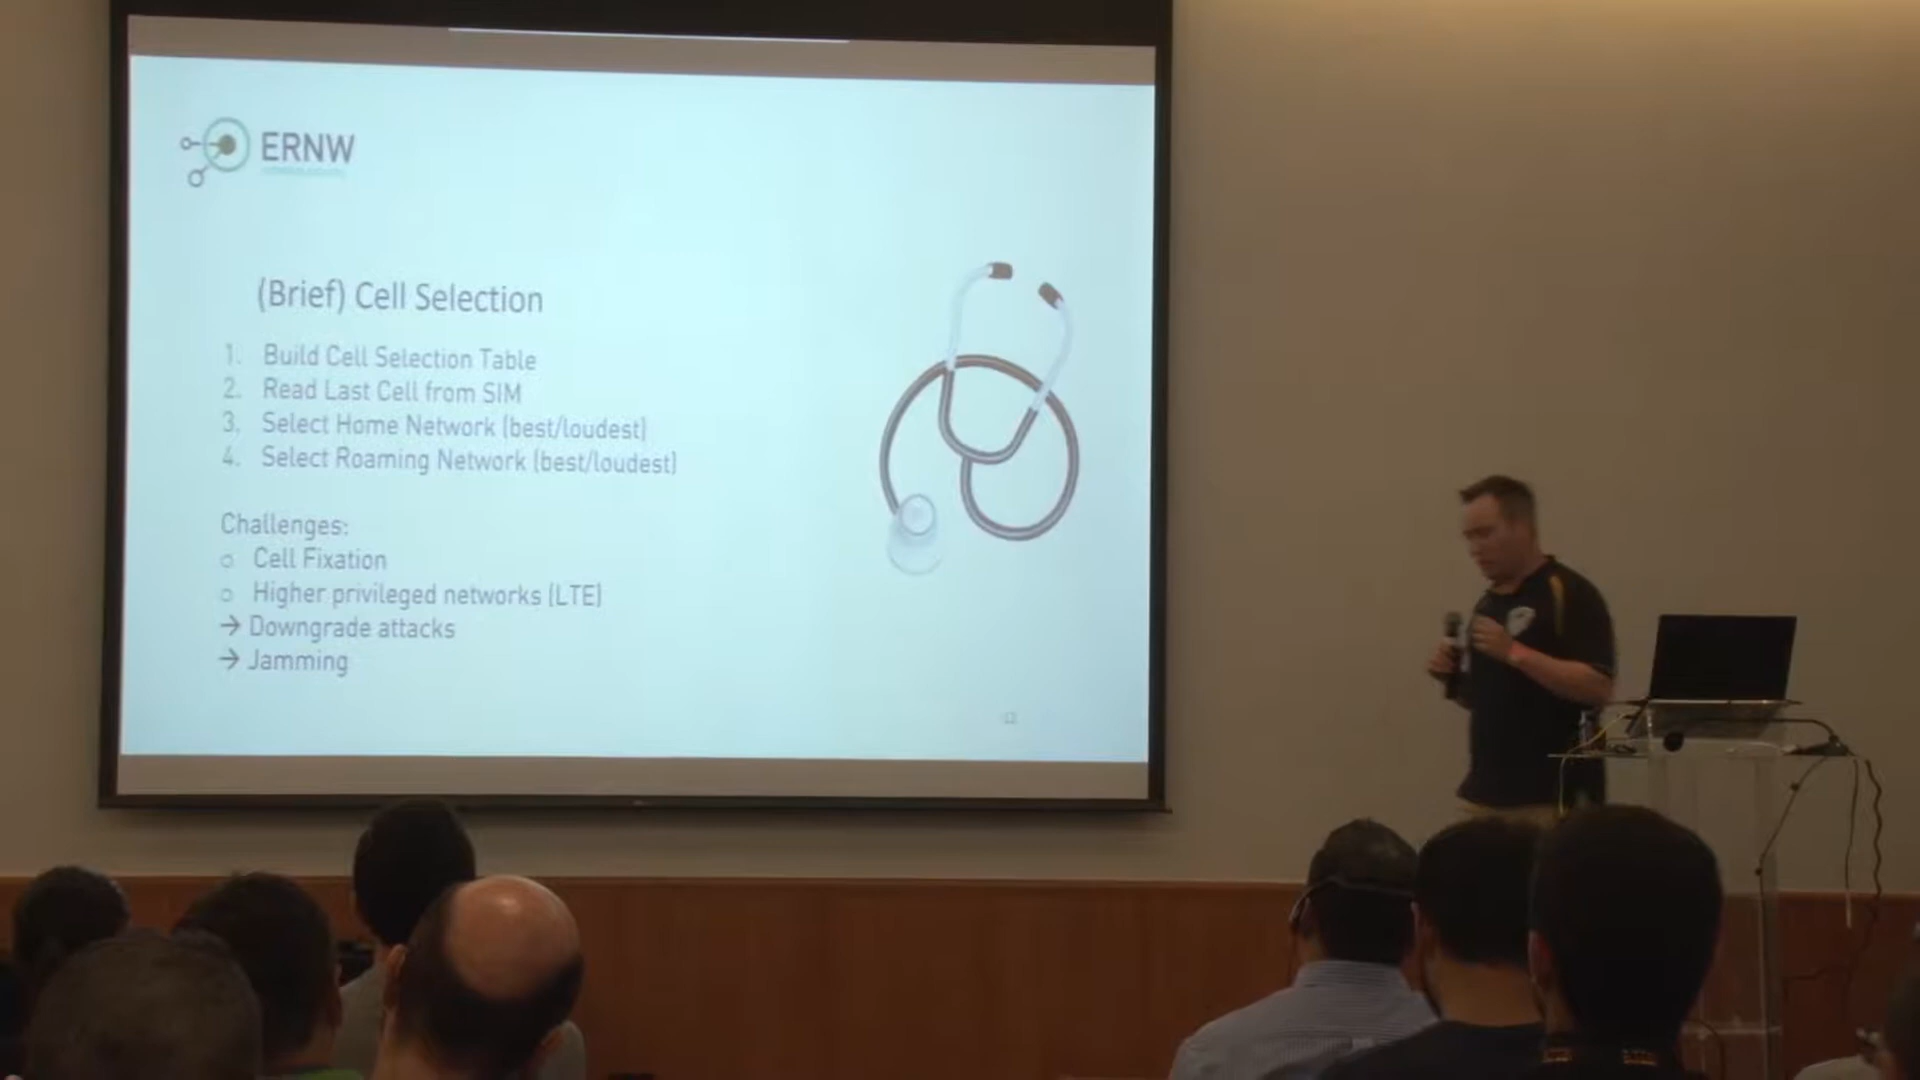 ERNW
(Brief) Cell Selection
1. Build Cell Selection Table
2. Read Last Cell from SIM
3. Select Home Network (best/loudest)
4. Select Roaming Network (best/loudest)
Challenges:
o Cell Fixation
o Higher privileged networks (LTE)
→ Downgrade attacks
→ Jamming